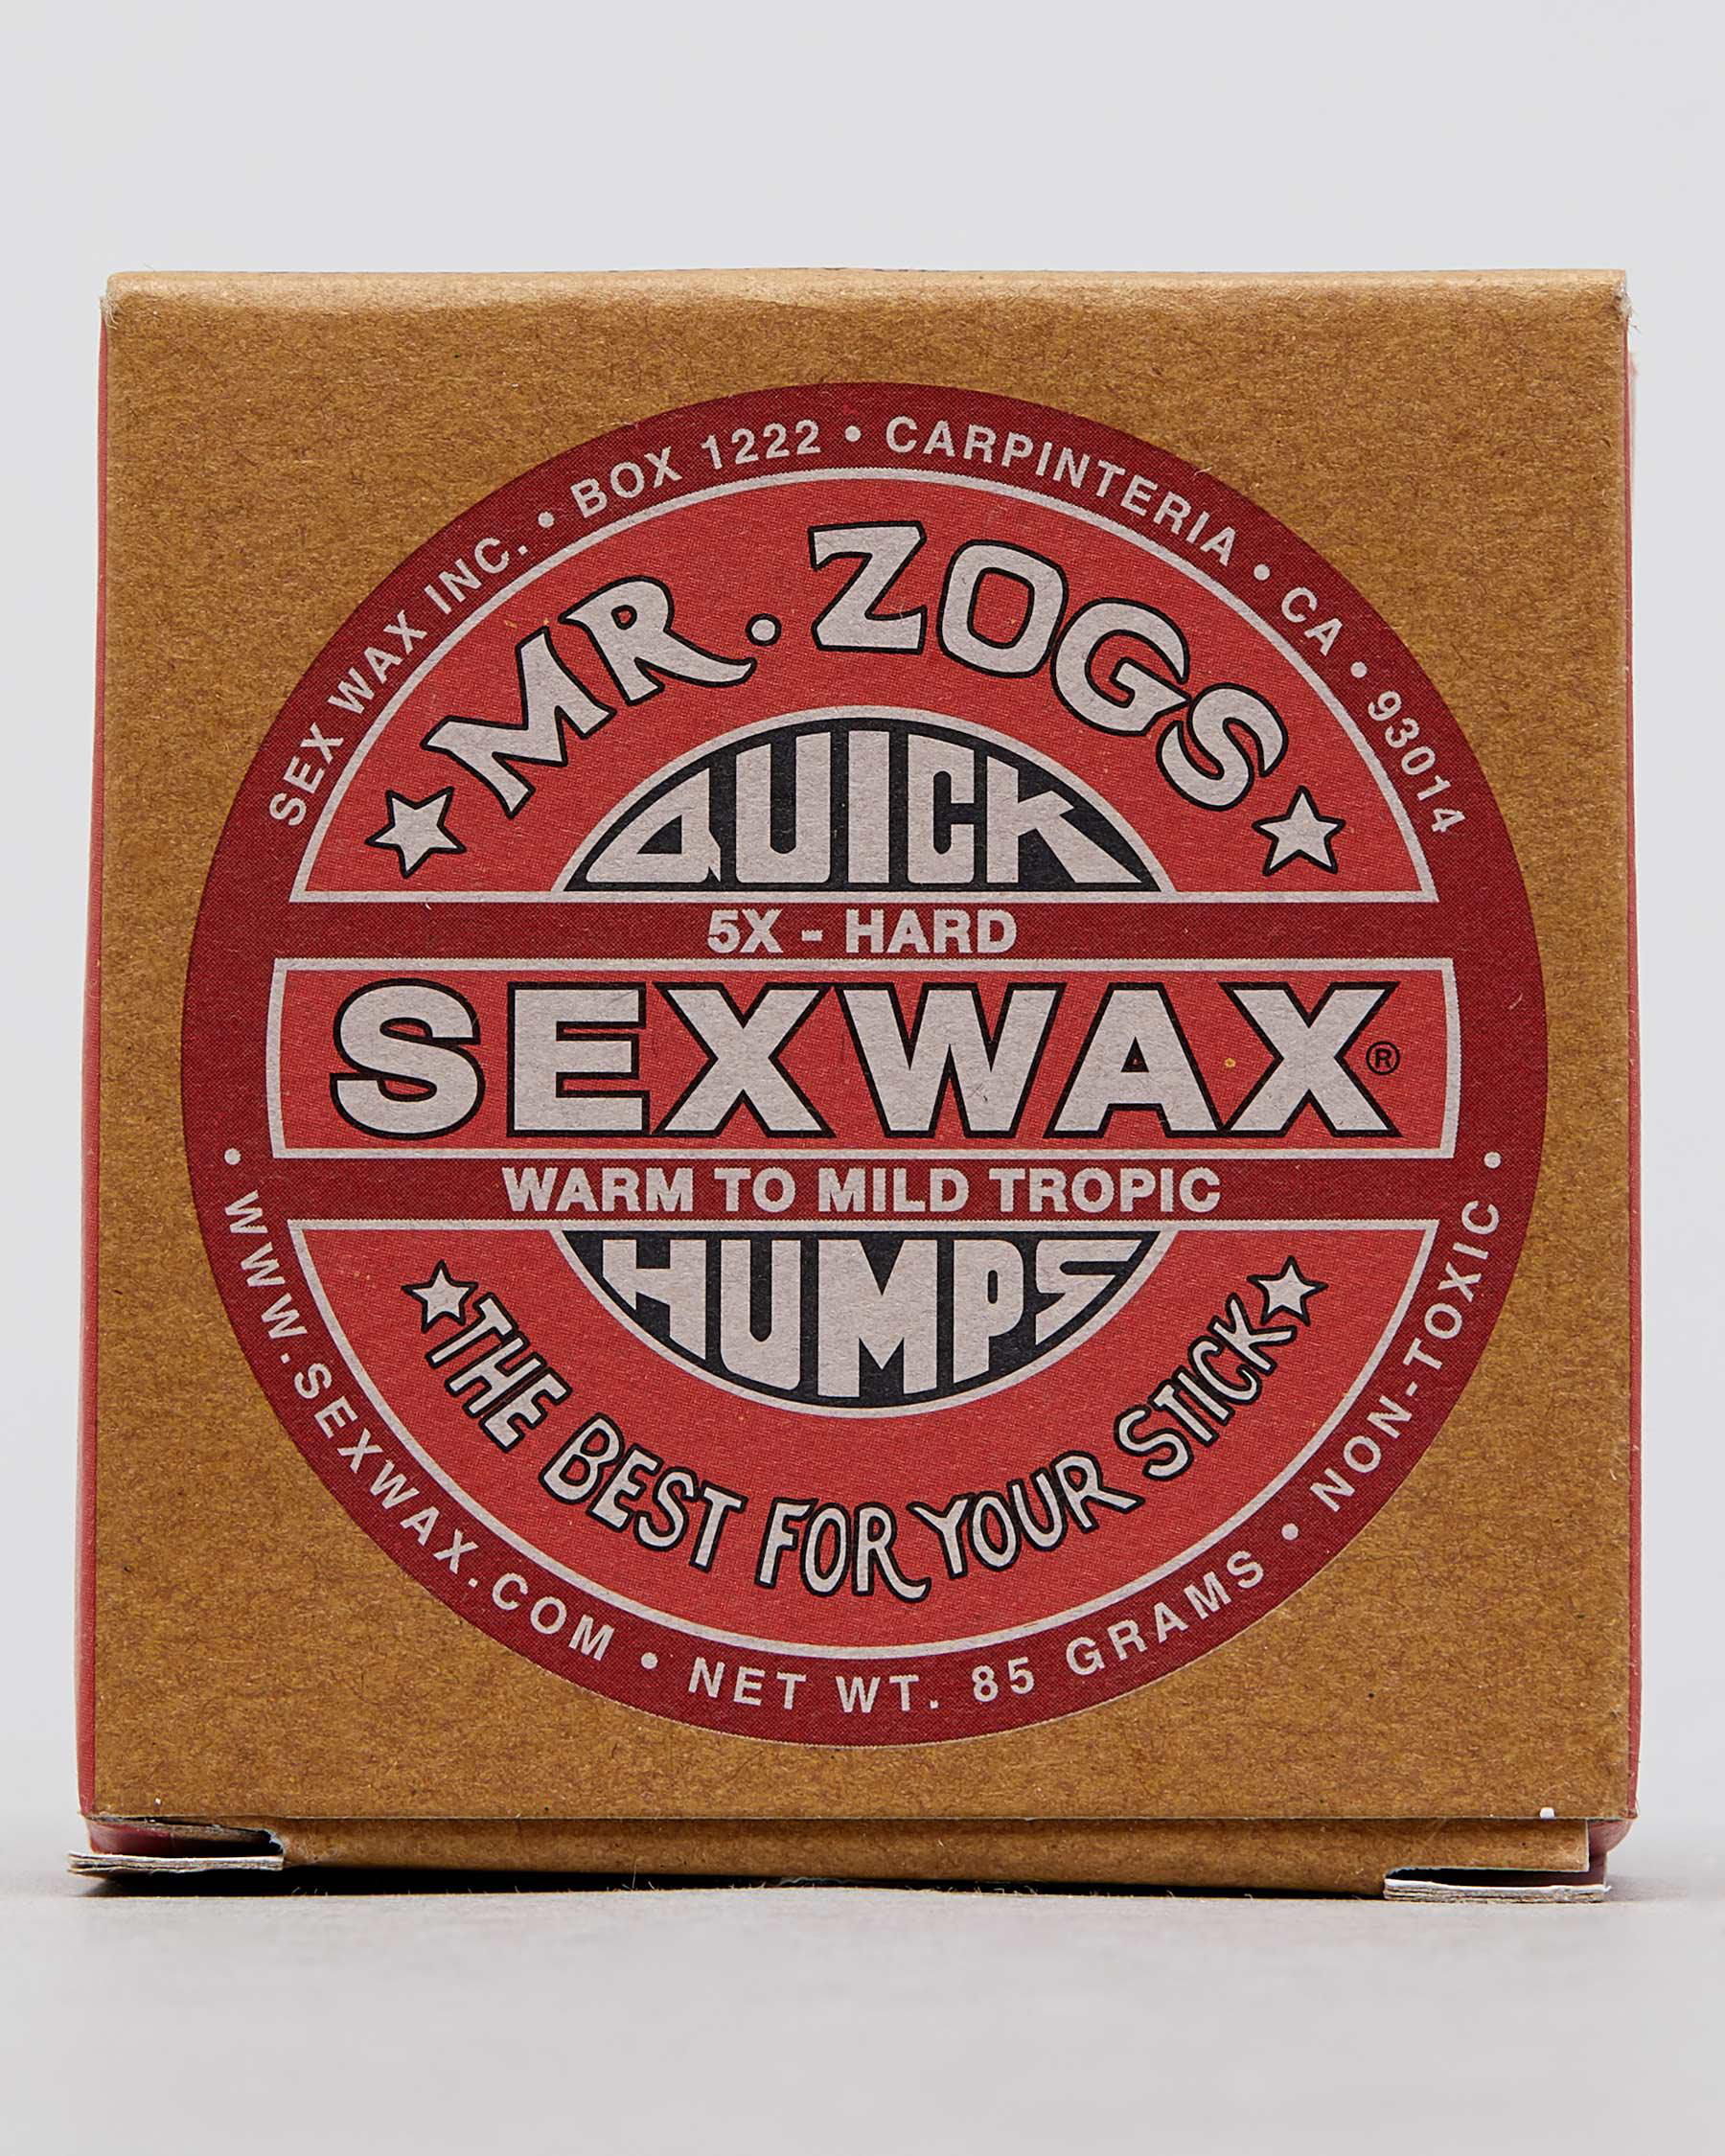 SEX WAX INC. • BOX 1222 • CARPINTERIA • CA • 93014
MR. ZOGS
QUICK
5X - HARD
SEXWAX®
WARM TO MILD TROPIC
HUMPS
THE BEST FOR YOUR STICK
• WWW.SEXWAX.COM • NET WT. 85 GRAMS • NON-TOXIC •